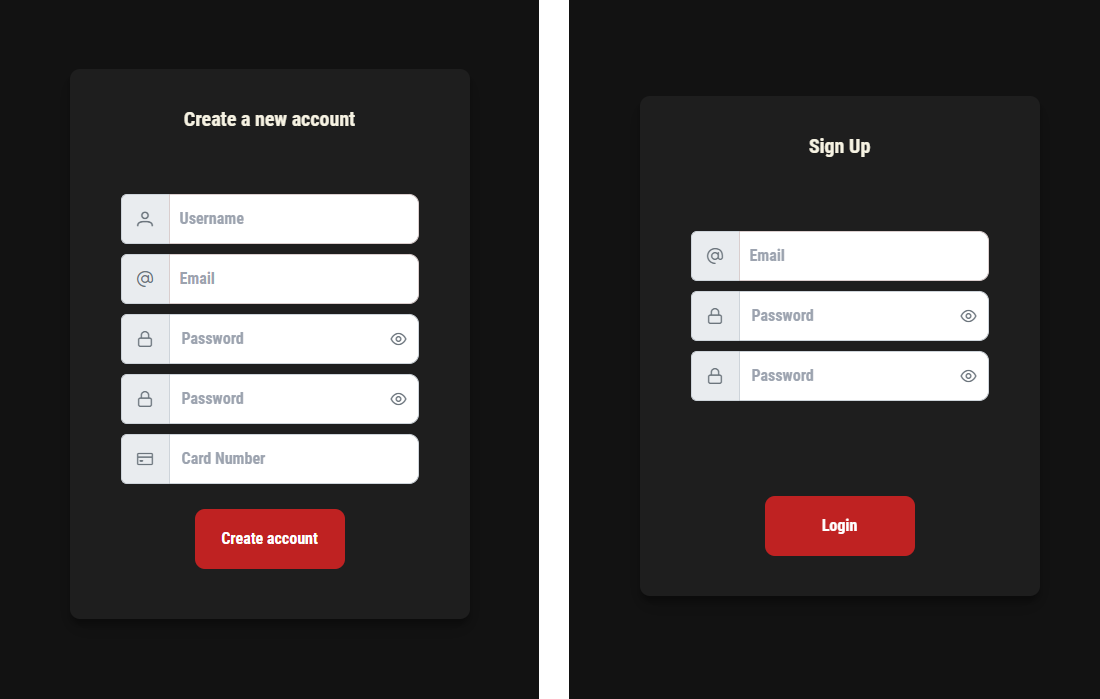 Create a new account
Username
Email
Password
Password
Card Number
Create account
Sign Up
Email
Password
Password
Login